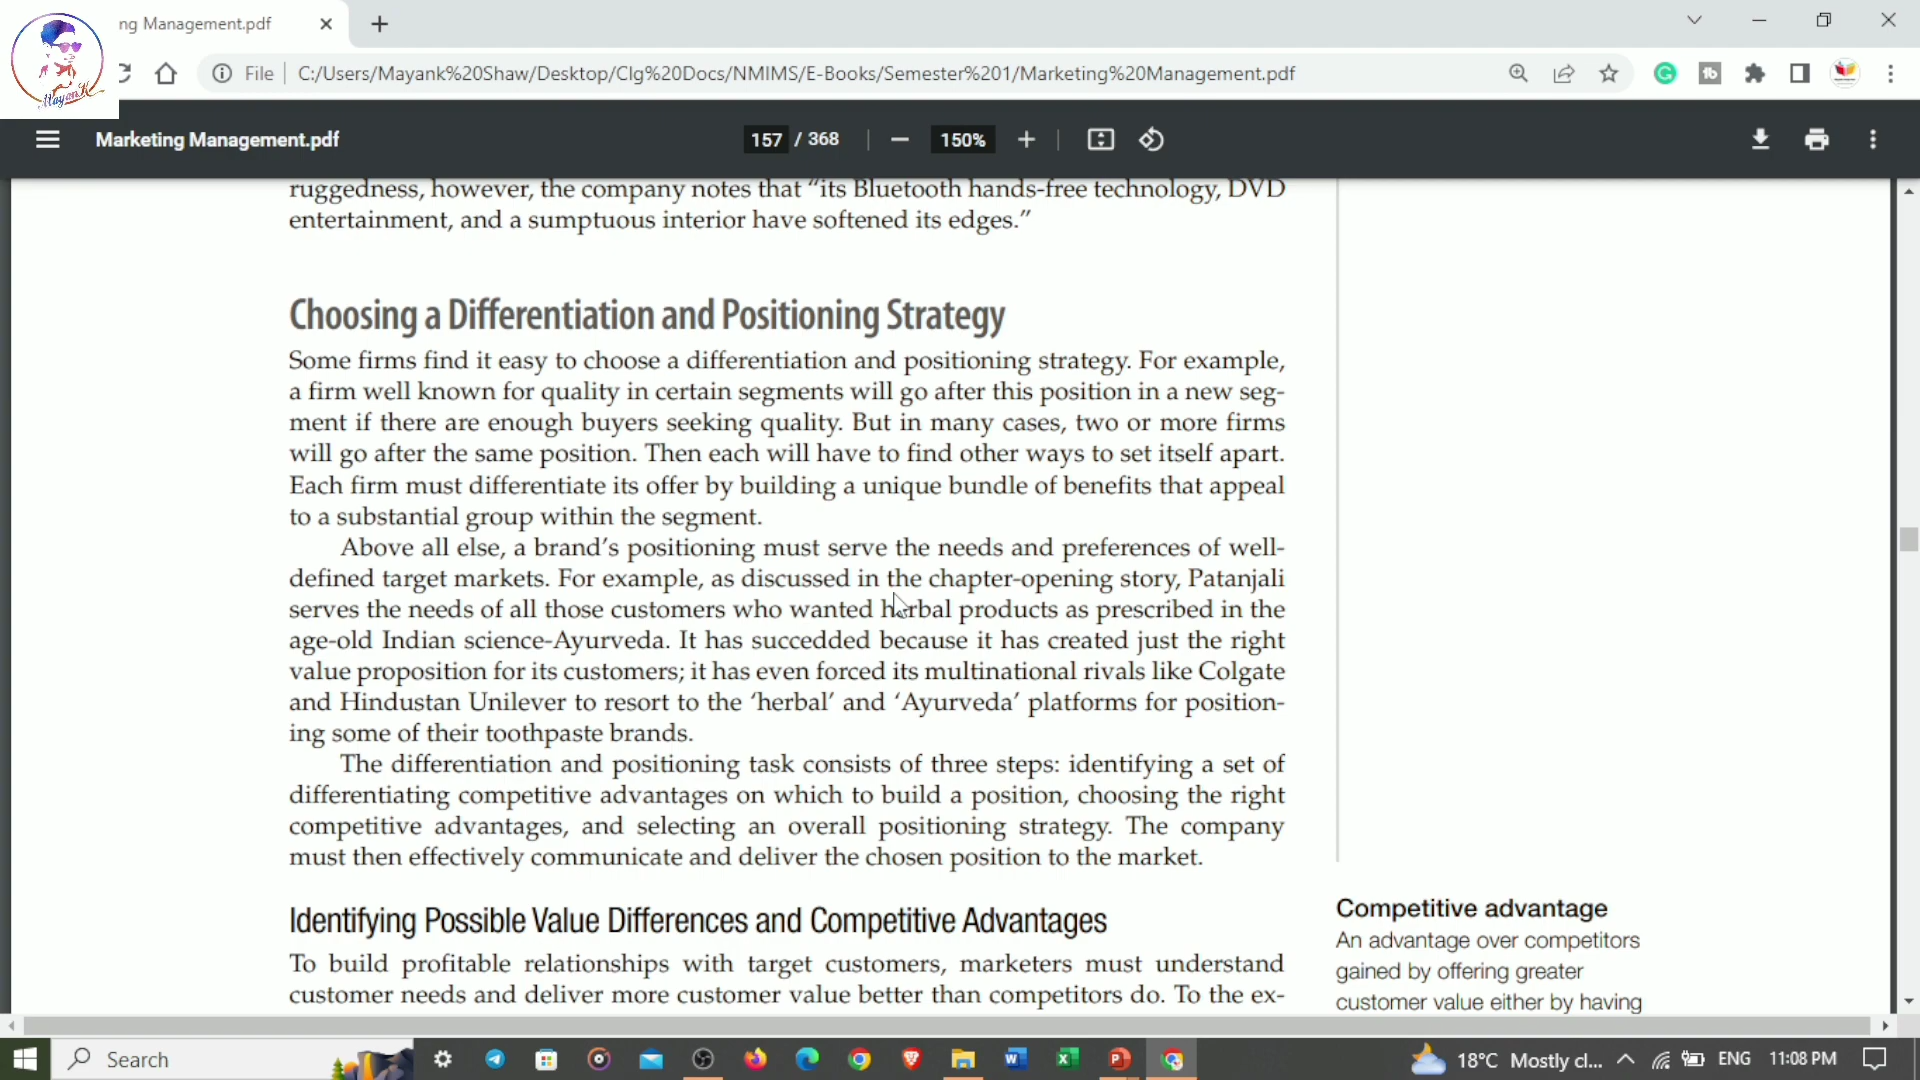 ng Management.pdf
MayanK
File
C:/Users/Mayank%20Shaw/Desktop/Clg%20Docs/NMIMS/E-Books/Semester%201/Marketing%20Management.pdf
Marketing Management.pdf
157 / 368
150%
ruggedness, however, the company notes that “its Bluetooth hands-free technology, DVD
entertainment, and a sumptuous interior have softened its edges.”
Choosing a Differentiation and Positioning Strategy
Some firms find it easy to choose a differentiation and positioning strategy. For example,
a firm well known for quality in certain segments will go after this position in a new seg-
ment if there are enough buyers seeking quality. But in many cases, two or more firms
will go after the same position. Then each will have to find other ways to set itself apart.
Each firm must differentiate its offer by building a unique bundle of benefits that appeal
to a substantial group within the segment.
Above all else, a brand’s positioning must serve the needs and preferences of well-
defined target markets. For example, as discussed in the chapter-opening story, Patanjali
serves the needs of all those customers who wanted herbal products as prescribed in the
age-old Indian science-Ayurveda. It has succedded because it has created just the right
value proposition for its customers; it has even forced its multinational rivals like Colgate
and Hindustan Unilever to resort to the ‘herbal’ and ‘Ayurveda’ platforms for position-
ing some of their toothpaste brands.
The differentiation and positioning task consists of three steps: identifying a set of
differentiating competitive advantages on which to build a position, choosing the right
competitive advantages, and selecting an overall positioning strategy. The company
must then effectively communicate and deliver the chosen position to the market.
Identifying Possible Value Differences and Competitive Advantages
To build profitable relationships with target customers, marketers must understand
customer needs and deliver more customer value better than competitors do. To the ex-
Competitive advantage
An advantage over competitors
gained by offering greater
customer value either by having
Search
18°C Mostly cl...
ENG
11:08 PM